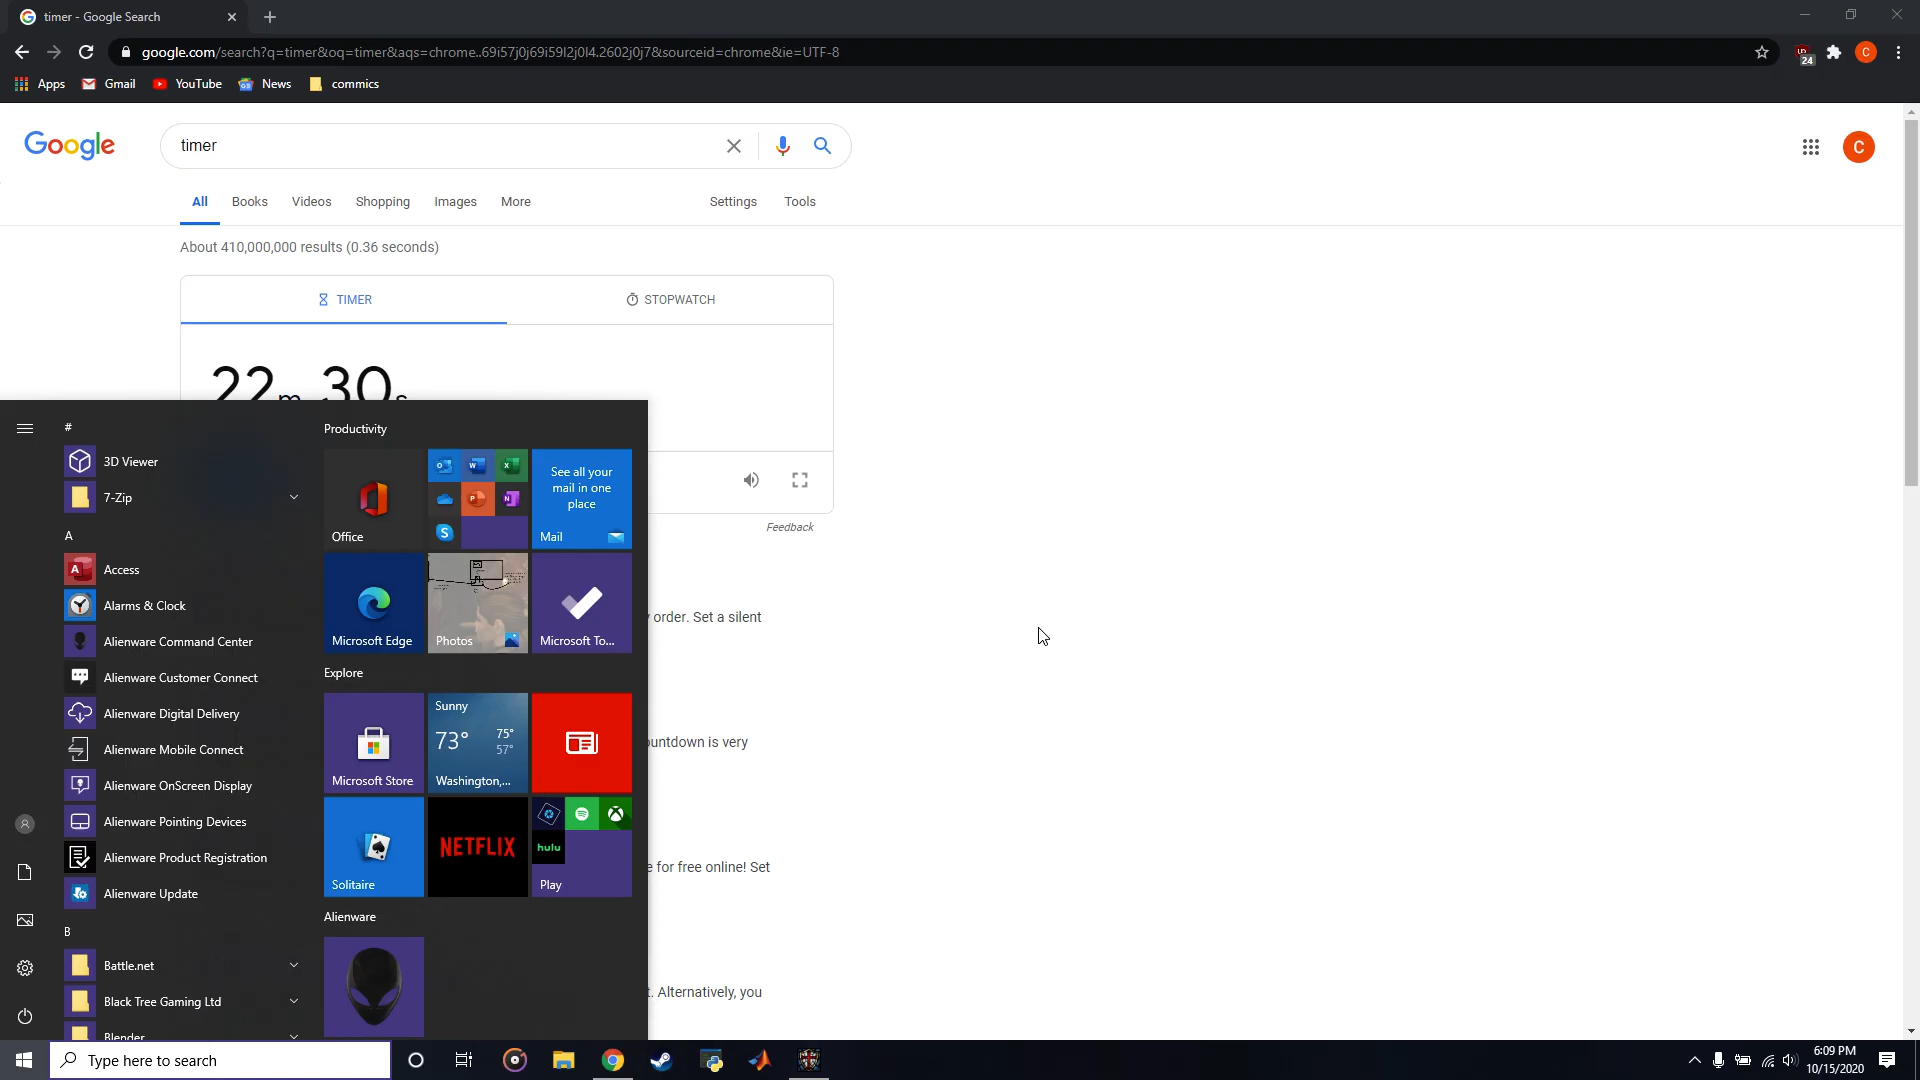 timer - Google Search
google.com/search?q=timer&oq=timer&aqs=chrome..69i57j0j69i59l2j0l4.2602j0j7&sourceid=chrome&ie=UTF-8
24
C
Apps
Gmail
YouTube
News
commics
Google
timer
C
All
Books
Videos
Shopping
Images
More
Settings
Tools
About 410,000,000 results (0.36 seconds)
TIMER
STOPWATCH
22m 30s
Feedback
order. Set a silent
is very
for free online! Set
Alternatively, you
#
3D Viewer
7-Zip
A
Access
Alarms & Clock
Alienware Command Center
Alienware Customer Connect
Alienware Digital Delivery
Alienware Mobile Connect
Alienware OnScreen Display
Alienware Pointing Devices
Alienware Product Registration
Alienware Update
B
Battle.net
Black Tree Gaming Ltd
Blender
Productivity
Office
See all your
mail in one
place
Mail
Microsoft Edge
Photos
Microsoft To...
Explore
Microsoft Store
Sunny
73° 75°
57°
Washington,...
Solitaire
NETFLIX
hulu
Play
Alienware
Type here to search
6:09 PM
10/15/2020